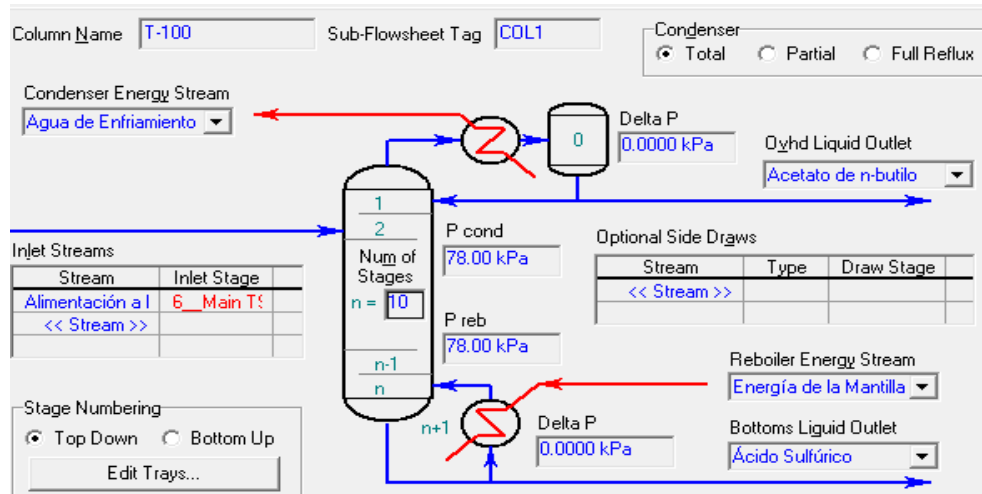 Column Name T-100 Sub-Flowsheet Tag COL1
Condenser
Total Partial Full Reflux
Condenser Energy Stream
Agua de Enfriamiento
Delta P
0.0000 kPa
0
Ovhd Liquid Outlet
Acetato de n-butilo
1
2
Num of
Stages
n = 10
n-1
n
n+1
P cond
78.00 kPa
P reb
78.00 kPa
Inlet Streams
Stream Inlet Stage
Alimentación a l 6__Main TS
<< Stream >>
Optional Side Draws
Stream Type Draw Stage
<< Stream >>
Stage Numbering
Top Down Bottom Up
Edit Trays...
Delta P
0.0000 kPa
Reboiler Energy Stream
Energía de la Mantilla
Bottoms Liquid Outlet
Ácido Sulfúrico